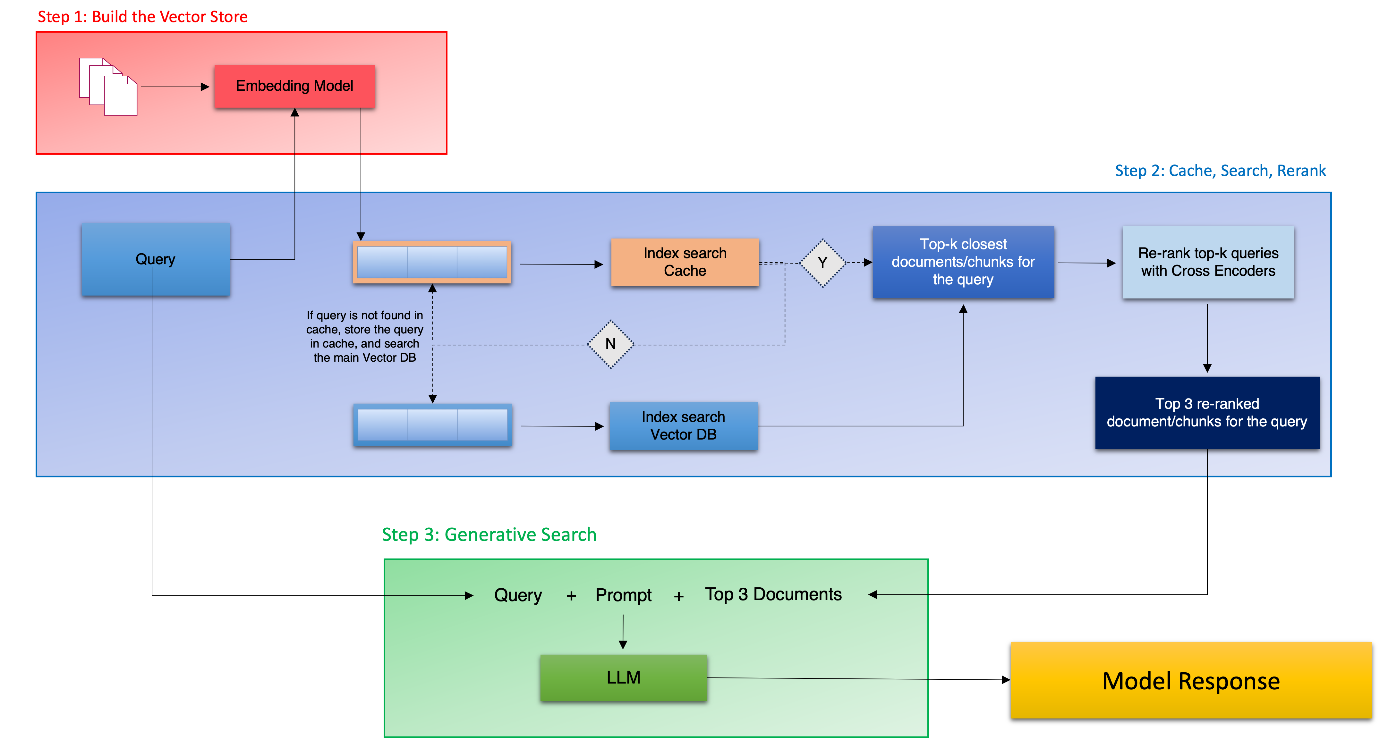 Step 1: Build the Vector Store
Embedding Model
Step 2: Cache, Search, Rerank
Query
Index search
Cache
Y
Top-k closest
documents/chunks for
the query
Re-rank top-k queries
with Cross Encoders
If query is not found in
cache, store the query
in cache, and search
the main Vector DB
N
Index search
Vector DB
Top 3 re-ranked
document/chunks for the query
Step 3: Generative Search
Query + Prompt + Top 3 Documents
LLM
Model Response